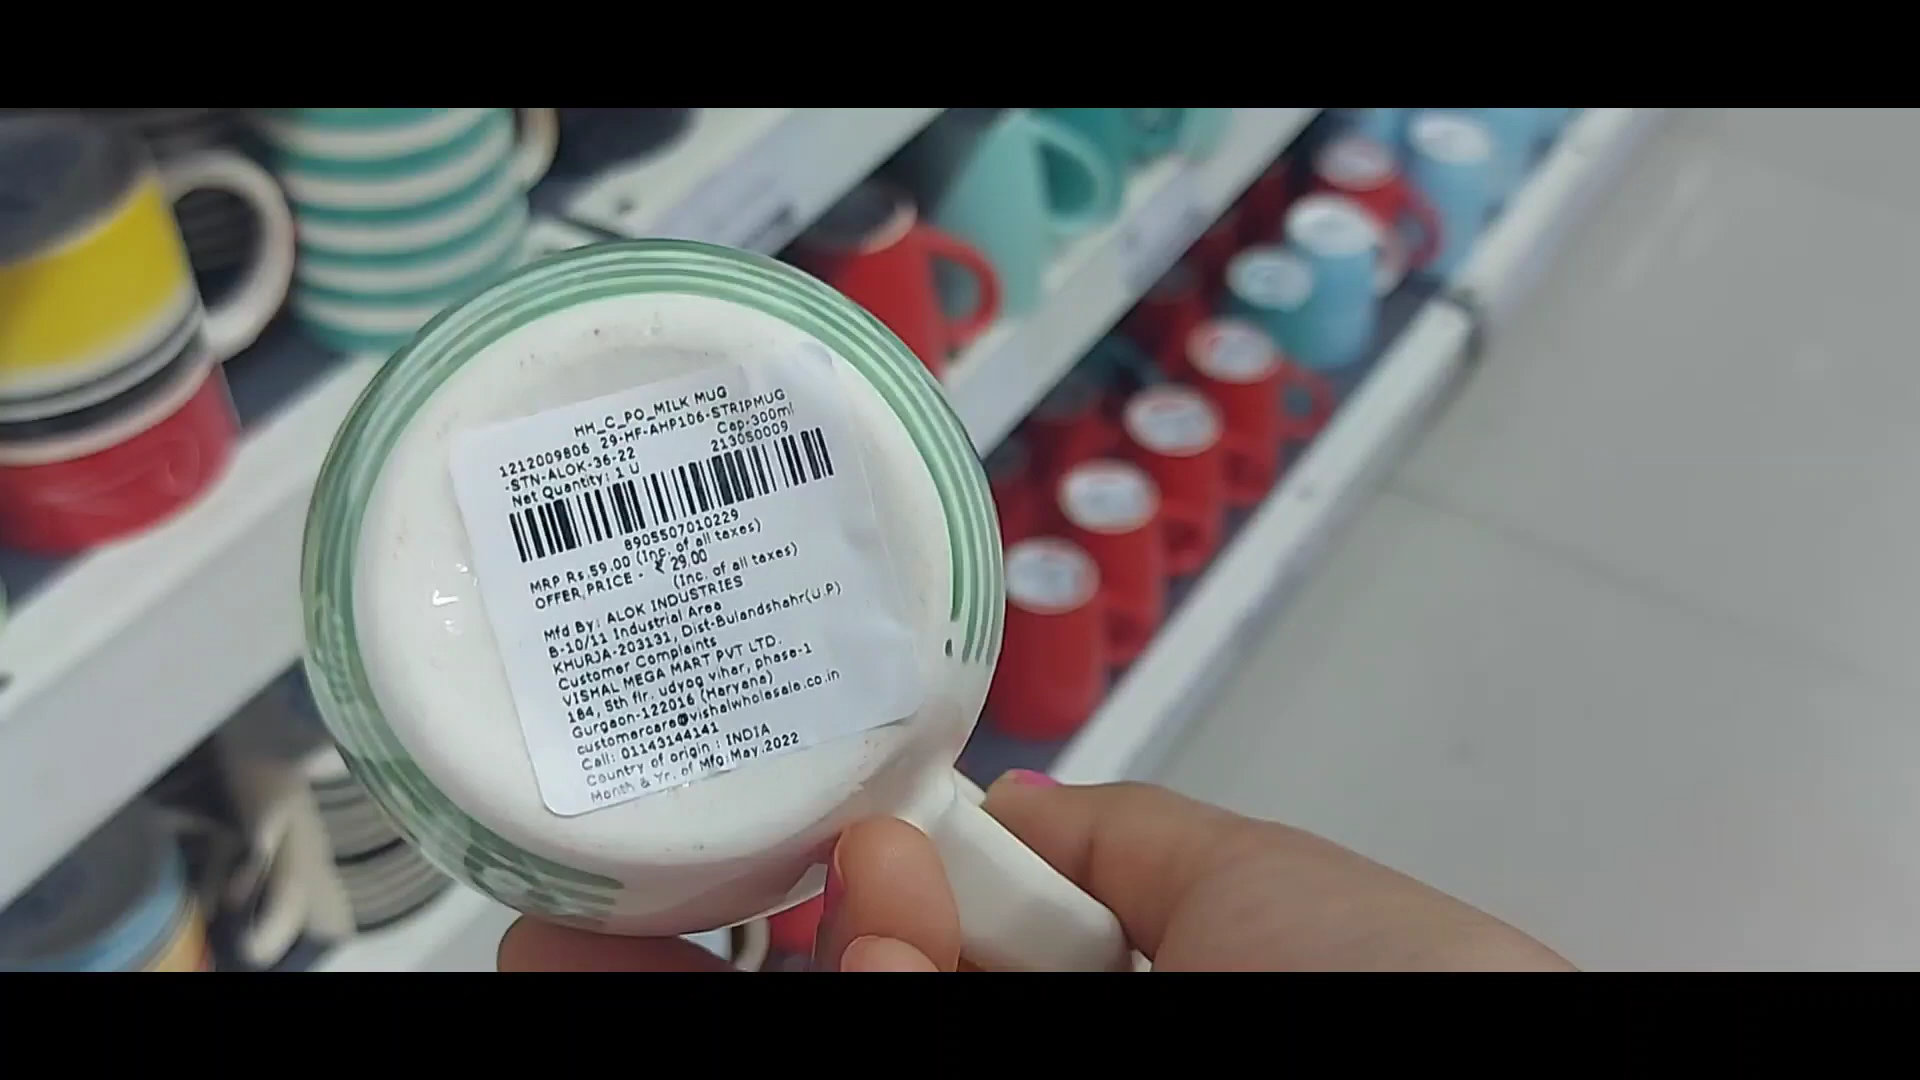 HH_C_PO_MILK MUG
1212009806 29-HF-AHP106-STRIPMUG
-STN-ALOK-36-22 Cap-300ml
Net Quantity: 1 U 213050009
8905507010229
MRP Rs.59.00 (Inc. of all taxes)
OFFER PRICE - ₹ 29.00
(Inc. of all taxes)
Mfd By: ALOK INDUSTRIES
B-10/11 Industrial Area
KHURJA-203131, Dist-Bulandshahr(U.P)
Customer Complaints
VISHAL MEGA MART PVT LTD.
184, 5th flr. udyog vihar, phase-1
Gurgaon-122016 (Haryana)
customercare@vishalwholesale.co.in
Call: 01143144141
Country of origin : INDIA
Month & Yr. of Mfg:May.2022